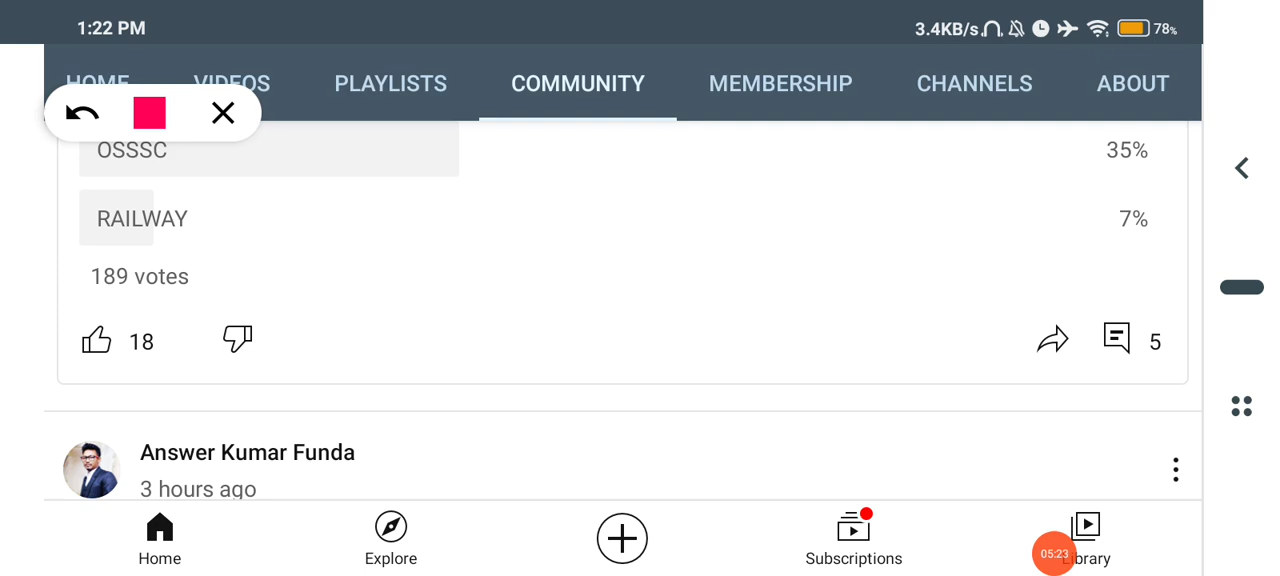 1:22 PM 3.4KB/s 78%
HOME VIDEOS PLAYLISTS COMMUNITY MEMBERSHIP CHANNELS ABOUT
OSSSC 35%
RAILWAY 7%
189 votes
18 5
Answer Kumar Funda
3 hours ago
Home Explore Subscriptions Library
05:23